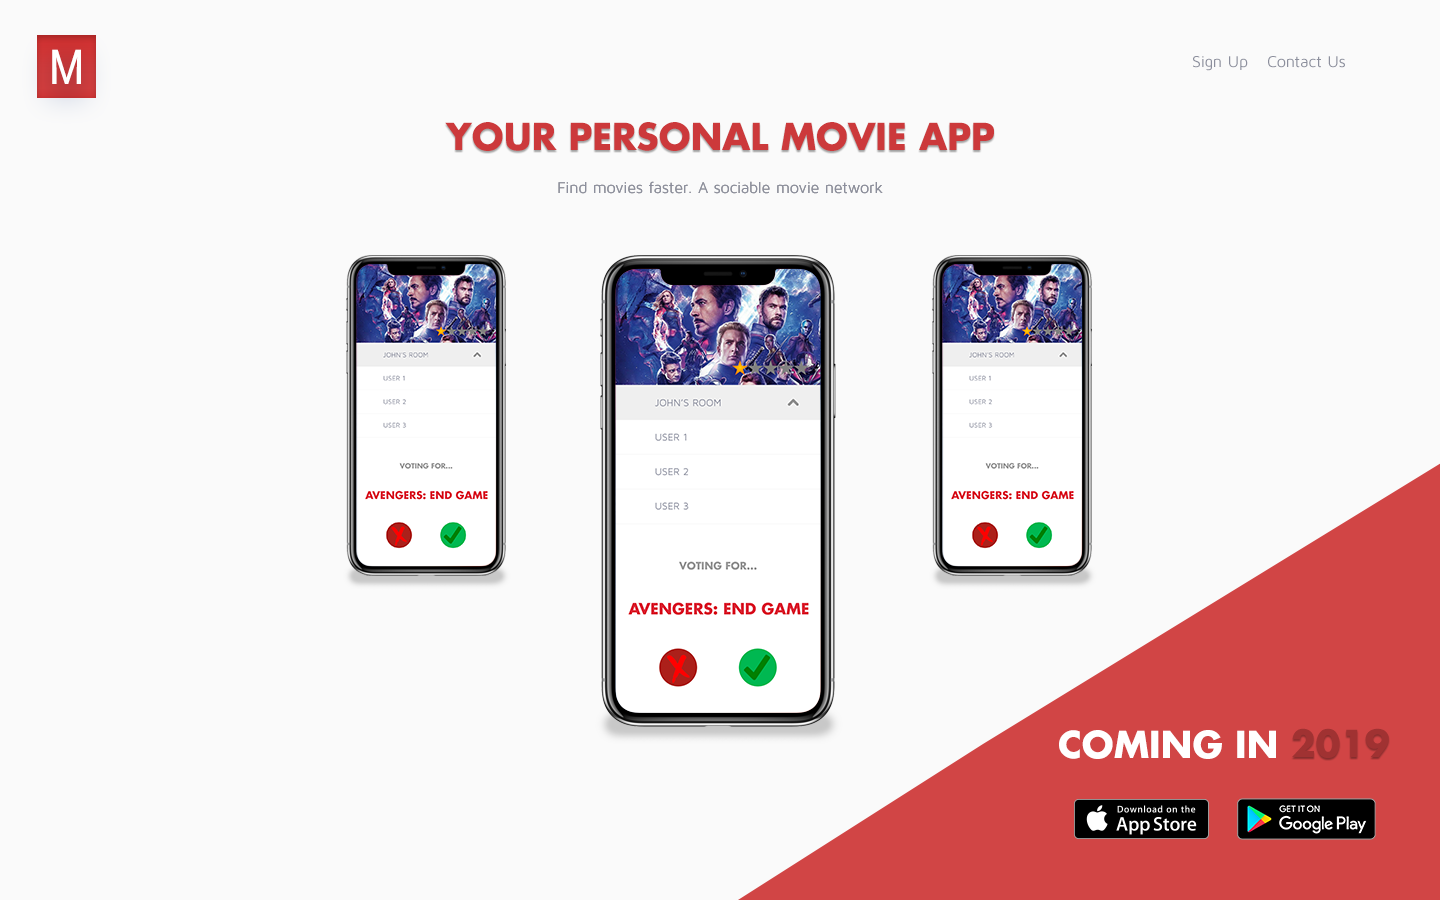 M
Sign Up Contact Us
YOUR PERSONAL MOVIE APP
Find movies faster. A sociable movie network
JOHN'S ROOM
USER 1
USER 2
USER 3
VOTING FOR...
AVENGERS: END GAME
JOHN'S ROOM
USER 1
USER 2
USER 3
VOTING FOR...
AVENGERS: END GAME
JOHN'S ROOM
USER 1
USER 2
USER 3
VOTING FOR...
AVENGERS: END GAME
COMING IN 2019
Download on the
App Store
GET IT ON
Google Play